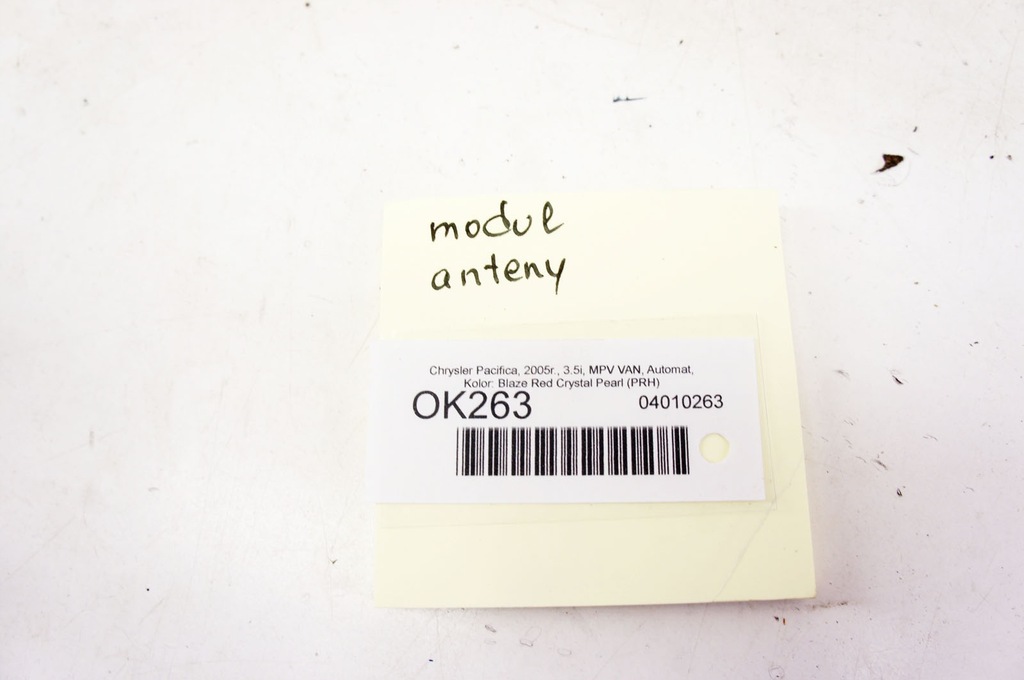 modul
anteny
Chrysler Pacifica, 2005r., 3.5i, MPV VAN, Automat,
Kolor: Blaze Red Crystal Pearl (PRH)
OK263 04010263